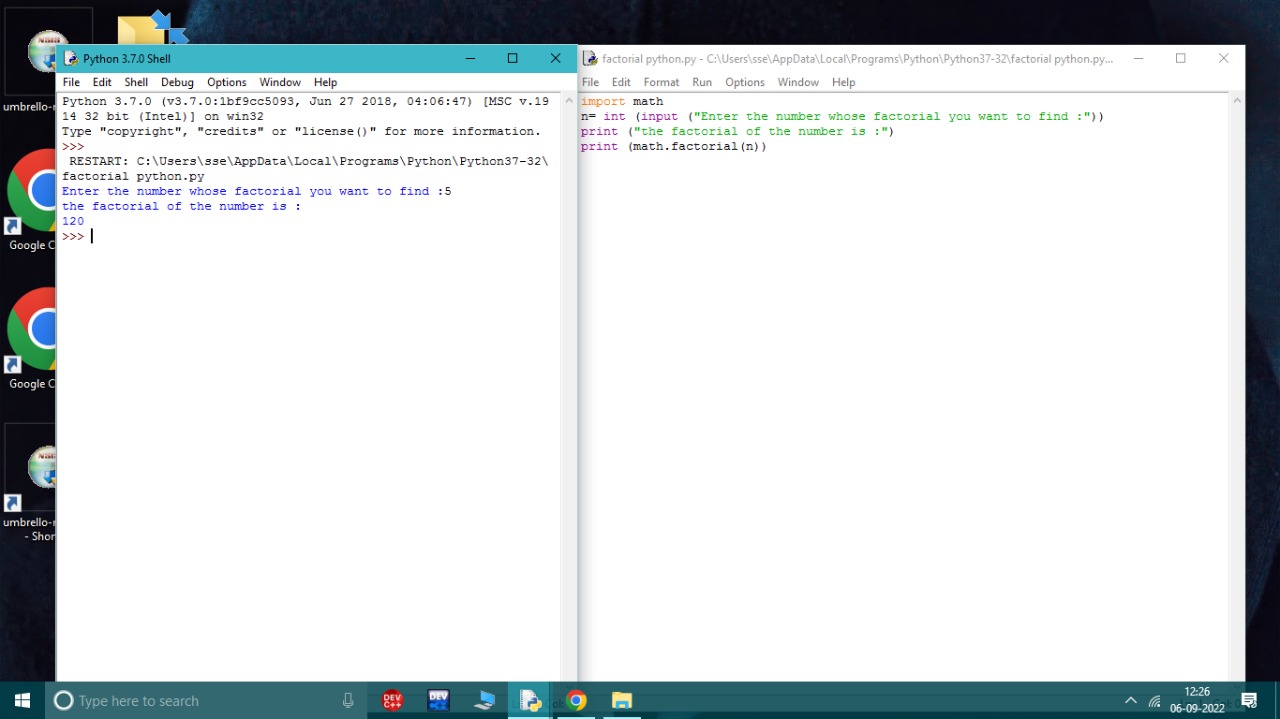 umbrello-
Google C
Google C
umbrello-
- Shor
Python 3.7.0 Shell
File Edit Shell Debug Options Window Help
Python 3.7.0 (v3.7.0:1bf9cc5093, Jun 27 2018, 04:06:47) [MSC v.19
14 32 bit (Intel)] on win32
Type "copyright", "credits" or "license()" for more information.
>>>
RESTART: C:\Users\sse\AppData\Local\Programs\Python\Python37-32\
factorial python.py
Enter the number whose factorial you want to find :5
the factorial of the number is :
120
>>>
factorial python.py - C:\Users\sse\AppData\Local\Programs\Python\Python37-32\factorial python.py...
File Edit Format Run Options Window Help
import math
n= int (input ("Enter the number whose factorial you want to find :"))
print ("the factorial of the number is :")
print (math.factorial(n))
Type here to search
DEV C++
DEV
12:26
06-09-2022